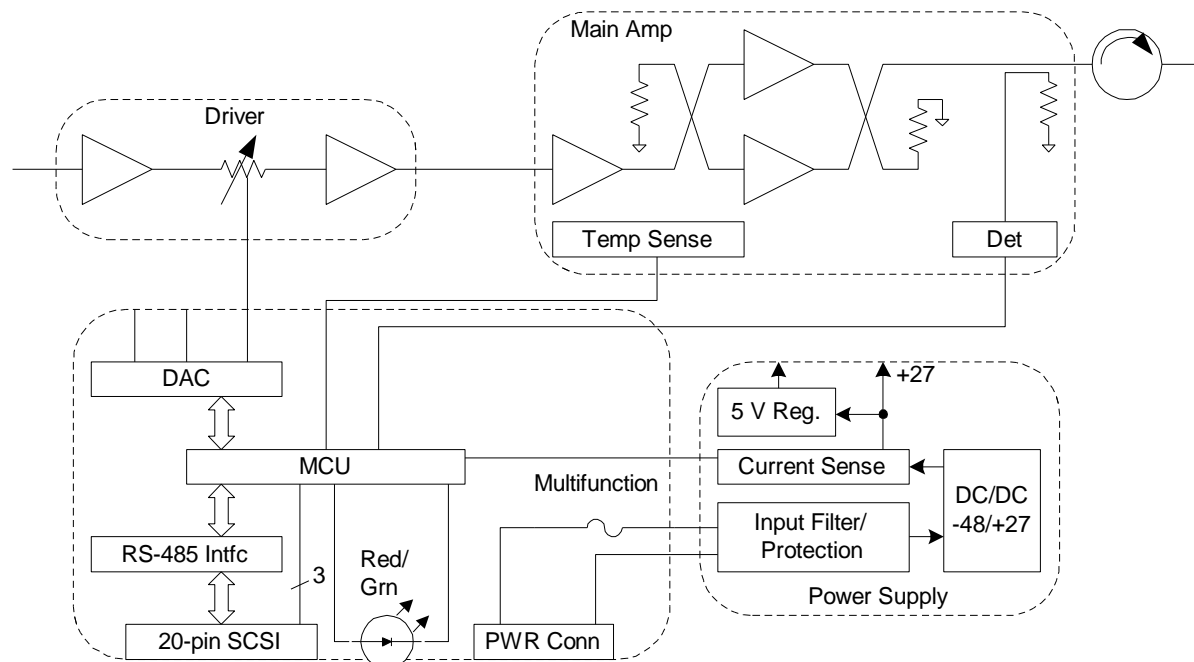 Main Amp
Driver
Temp Sense
Det
DAC
+27
5 V Reg.
MCU
Current Sense
Multifunction
DC/DC
-48/+27
Input Filter/
Protection
RS-485 Intfc
Red/
Grn
3
Power Supply
20-pin SCSI
PWR Conn